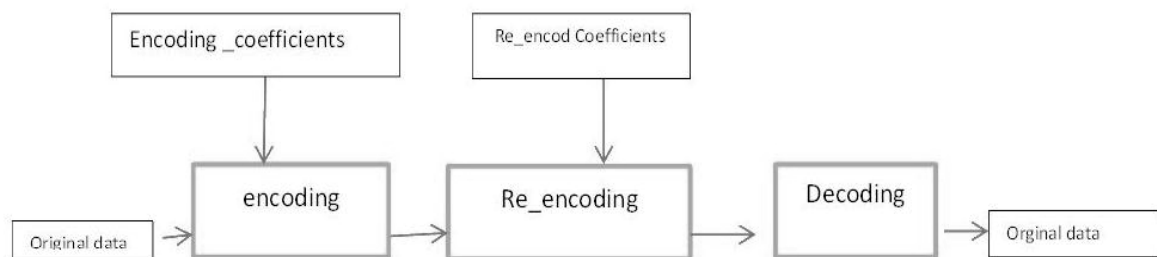 Encoding _coefficients
Re_encod Coefficients
encoding
Re_encoding
Decoding
Original data
Orginal data